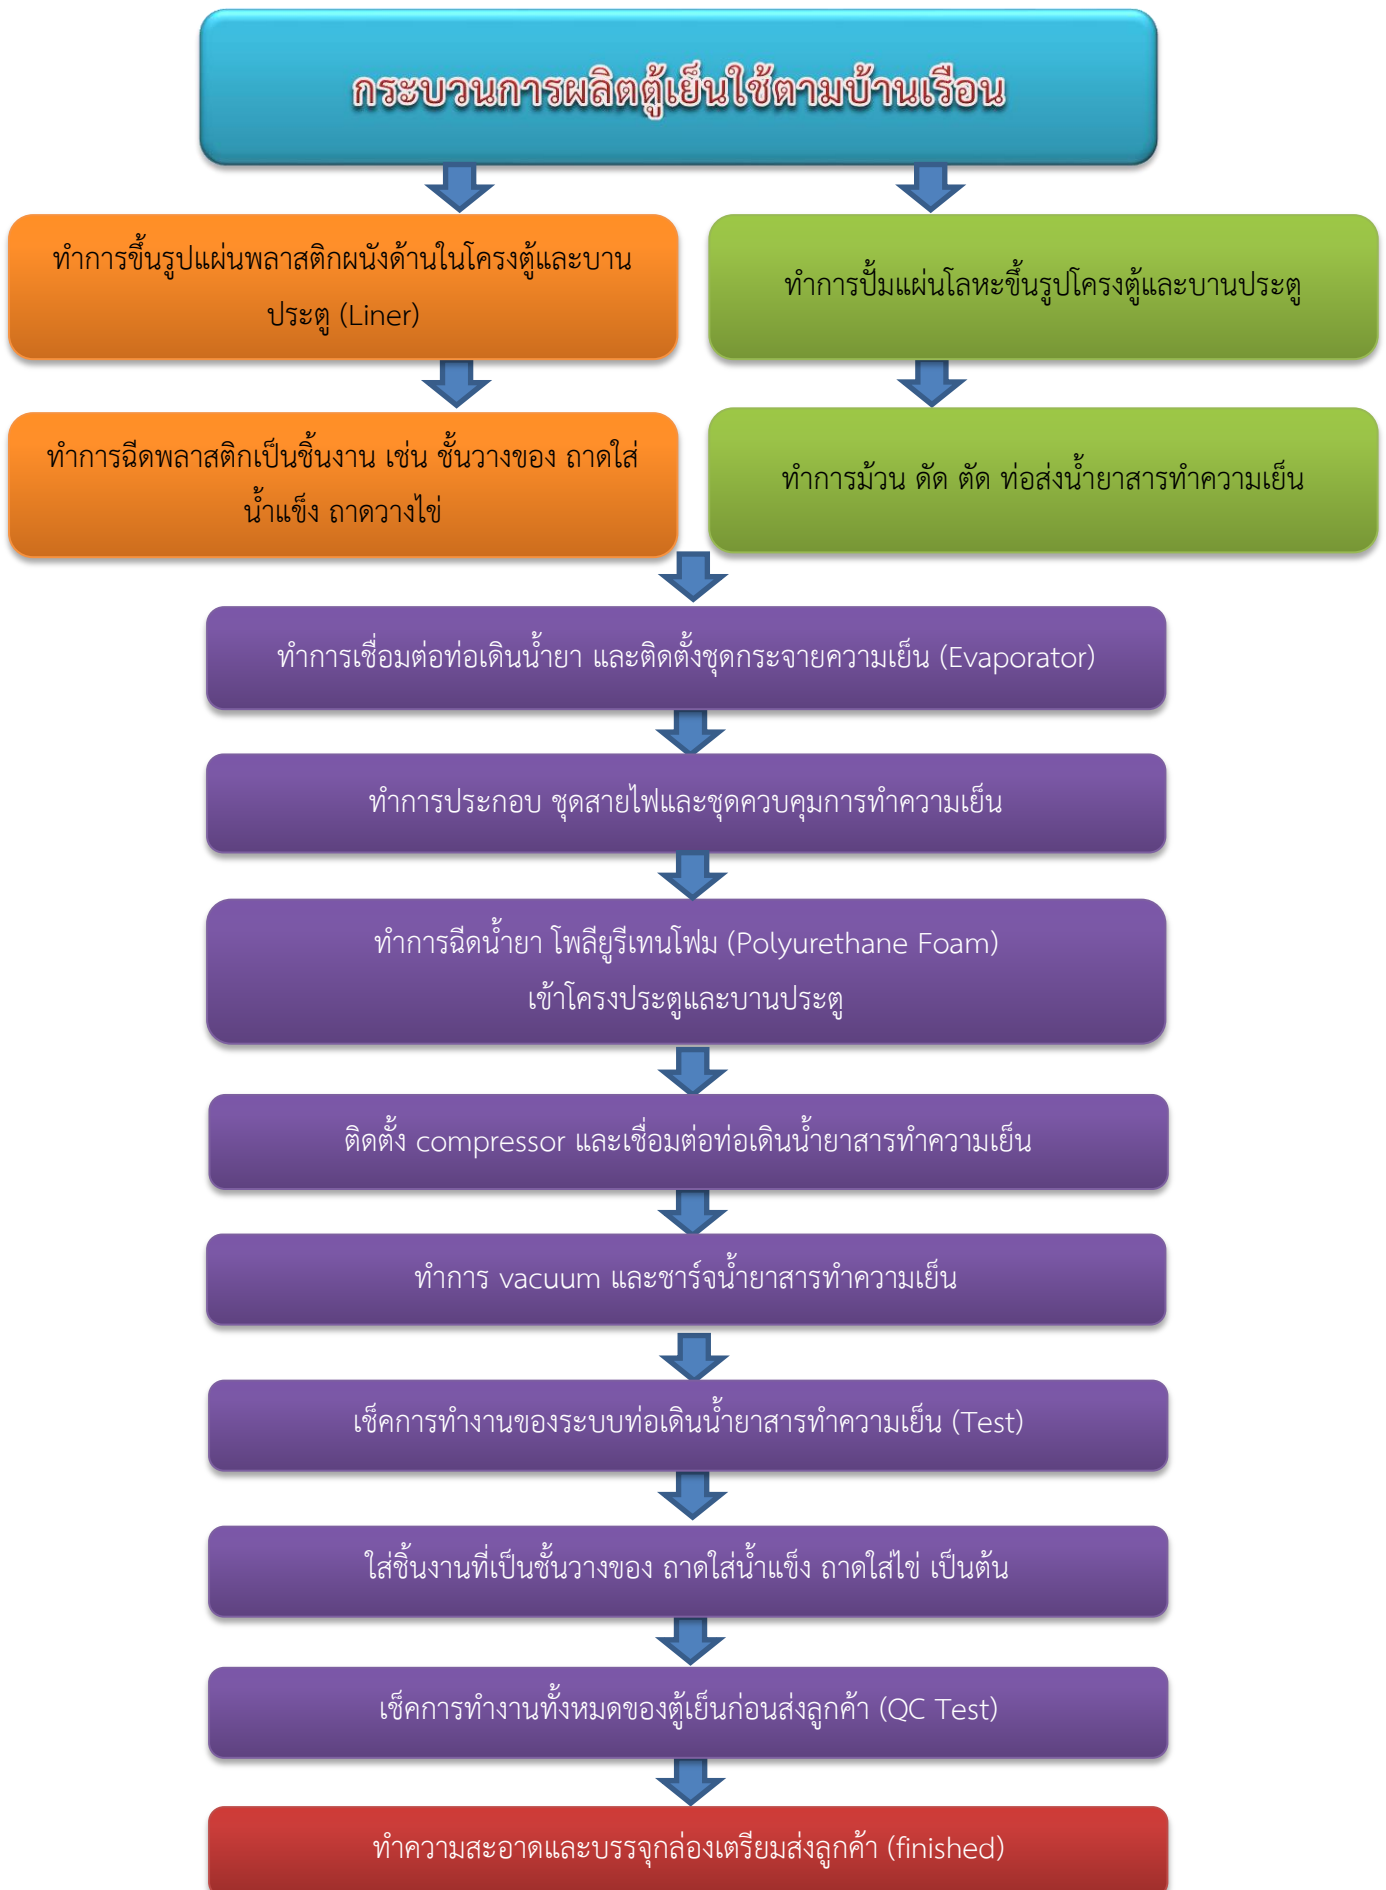 กระบวนการผลิตตู้เย็นใช้ตามบ้านเรือน
ทำการขึ้นรูปแผ่นพลาสติกผนังด้านในโครงตู้และบาน
ประตู (Liner)
ทำการปั้มแผ่นโลหะขึ้นรูปโครงตู้และบานประตู
ทำการฉีดพลาสติกเป็นชิ้นงาน เช่น ชั้นวางของ ถาดใส่
น้ำแข็ง ถาดวางไข่
ทำการม้วน ดัด ตัด ท่อส่งน้ำยาสารทำความเย็น
ทำการเชื่อมต่อท่อเดินน้ำยา และติดตั้งชุดกระจายความเย็น (Evaporator)
ทำการประกอบ ชุดสายไฟและชุดควบคุมการทำความเย็น
ทำการฉีดน้ำยา โพลียูรีเทนโฟม (Polyurethane Foam)
เข้าโครงประตูและบานประตู
ติดตั้ง compressor และเชื่อมต่อท่อเดินน้ำยาสารทำความเย็น
ทำการ vacuum และชาร์จน้ำยาสารทำความเย็น
เช็คการทำงานของระบบท่อเดินน้ำยาสารทำความเย็น (Test)
ใส่ชิ้นงานที่เป็นชั้นวางของ ถาดใส่น้ำแข็ง ถาดใส่ไข่ เป็นต้น
เช็คการทำงานทั้งหมดของตู้เย็นก่อนส่งลูกค้า (QC Test)
ทำความสะอาดและบรรจุกล่องเตรียมส่งลูกค้า (finished)